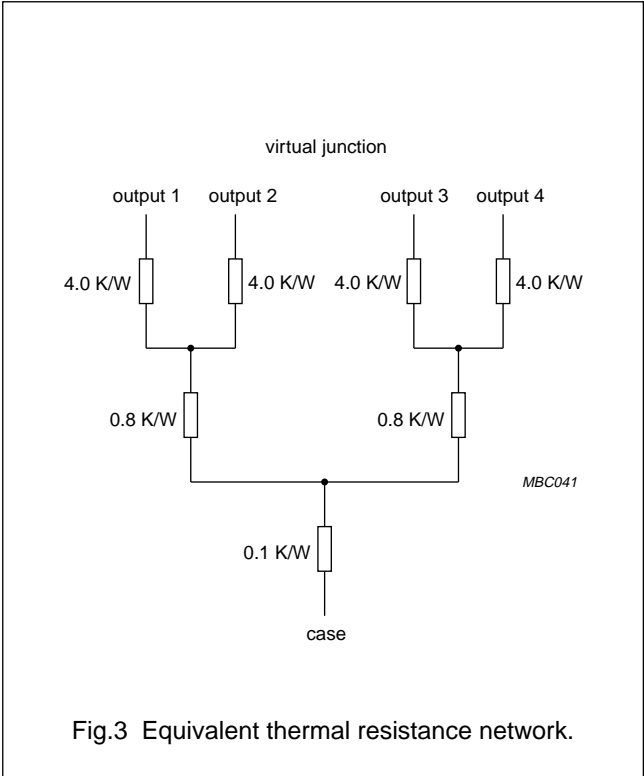 virtual junction
output 1 output 2 output 3 output 4
4.0 K/W 4.0 K/W 4.0 K/W 4.0 K/W
0.8 K/W 0.8 K/W
MBC041
0.1 K/W
case
Fig.3 Equivalent thermal resistance network.